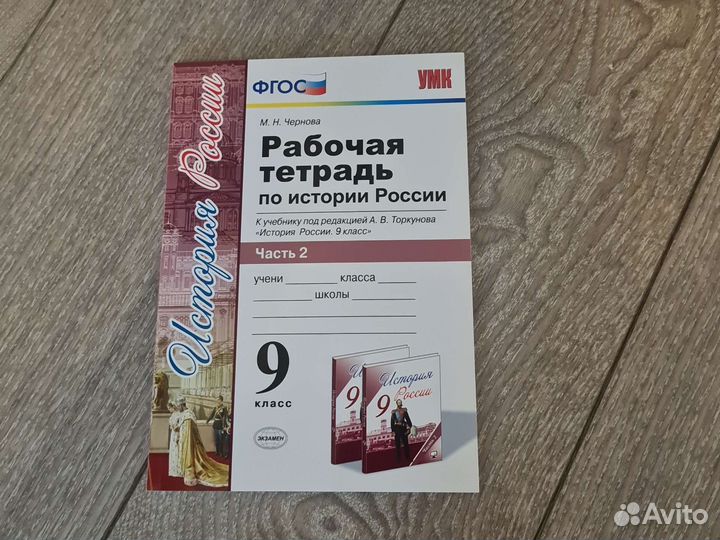 История России
ФГОС
УМК
М. Н. Чернова
Рабочая
тетрадь
по истории России
К учебнику под редакцией А. В. Торкунова
«История России. 9 класс»
Часть 2
учени класса
школы
9
класс
ЭКЗАМЕН
9
История
России
9
Avito